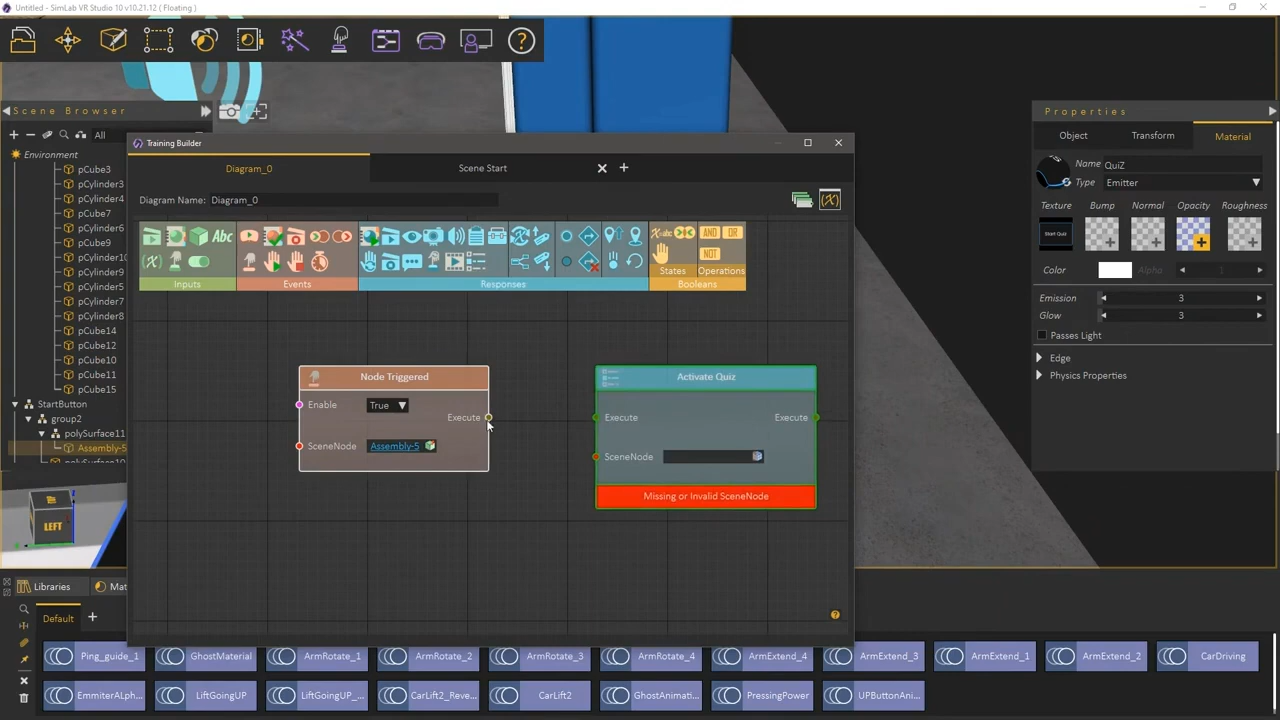 Untitled - SimLab VR Studio 10 v10.21.12 ( Floating )
Scene Browser
All
Environment
pCube3
pCylinder3
pCylinder4
pCube7
pCylinder6
pCube9
pCylinder10
pCylinder9
pCylinder5
pCylinder7
pCylinder8
pCube14
pCube12
pCube10
pCube11
pCube15
StartButton
group2
polySurface11
Assembly-5
LEFT
Training Builder
Diagram_0
Scene Start
Diagram Name: Diagram_0
(X)
Abc
(X)
Inputs
Events
Responses
X=abc
States
AND OR
NOT
Operations
Booleans
Node Triggered
Enable
True
Execute
SceneNode
Assembly-5
Activate Quiz
Execute
Execute
SceneNode
Missing or Invalid SceneNode
Properties
Object
Transform
Material
Name QuiZ
Type Emitter
Texture Bump Normal Opacity Roughness
Start Quiz
Color
Alpha
1
Emission 3
Glow 3
Passes Light
Edge
Physics Properties
Libraries
Mat
Default
Ping_guide_1
GhostMaterial
ArmRotate_1
ArmRotate_2
ArmRotate_3
ArmRotate_4
ArmExtend_4
ArmExtend_3
ArmExtend_1
ArmExtend_2
CarDriving
EmmiterALph...
LiftGoingUP
LiftGoingUP_...
CarLift2_Reve...
CarLift2
GhostAnimati...
PressingPower
UPButtonAni...